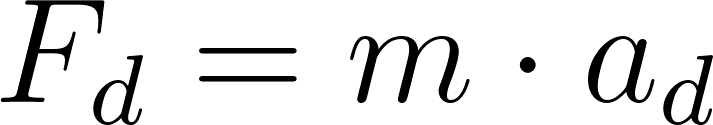 F_d = m · a_d